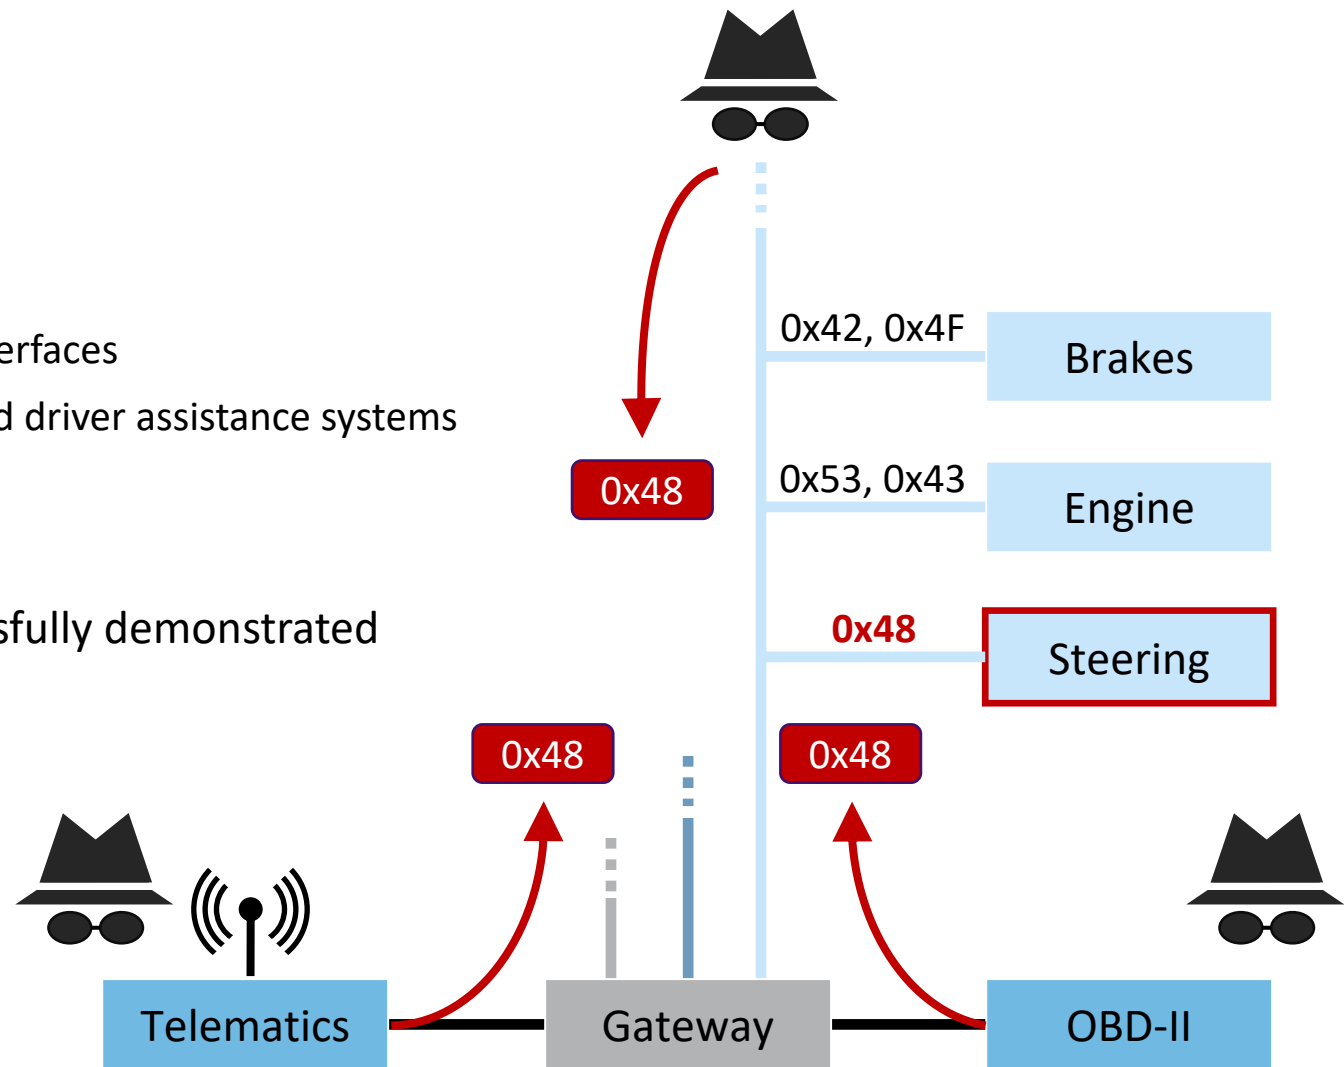 0x42, 0x4F
Brakes
erfaces
d driver assistance systems
0x48
0x53, 0x43
Engine
sfully demonstrated
0x48
Steering
0x48
0x48
Telematics
Gateway
OBD-II